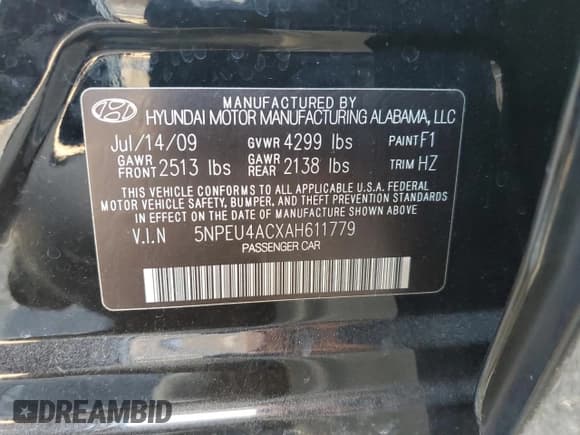 MANUFACTURED BY
HYUNDAI MOTOR MANUFACTURING ALABAMA, LLC
Jul/14/09 GVWR 4299 lbs PAINT F1
GAWR FRONT 2513 lbs GAWR REAR 2138 lbs TRIM HZ
THIS VEHICLE CONFORMS TO ALL APPLICABLE U.S.A. FEDERAL
MOTOR VEHICLE SAFETY, BUMPER, AND THEFT PREVENTION STANDARDS
IN EFFECT ON THE DATE OF MANUFACTURE SHOWN ABOVE.
V.I.N 5NPEU4ACXAH611779
PASSENGER CAR
DREAMBID